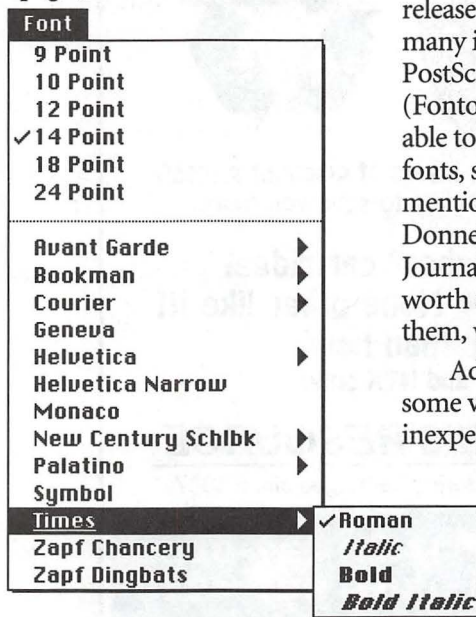 Font
9 Point
10 Point
12 Point
✓14 Point
18 Point
24 Point
Avant Garde
Bookman
Courier
Geneva
Helvetica
Helvetica Narrow
Monaco
New Century Schlbk
Palatino
Symbol
Times
Zapf Chancery
Zapf Dingbats
✓Roman
Italic
Bold
Bold Italic
release
many i
PostSc
(Fonto
able to
fonts, s
mentio
Donne
Journa
worth
them, v
Ad
some v
inexpe